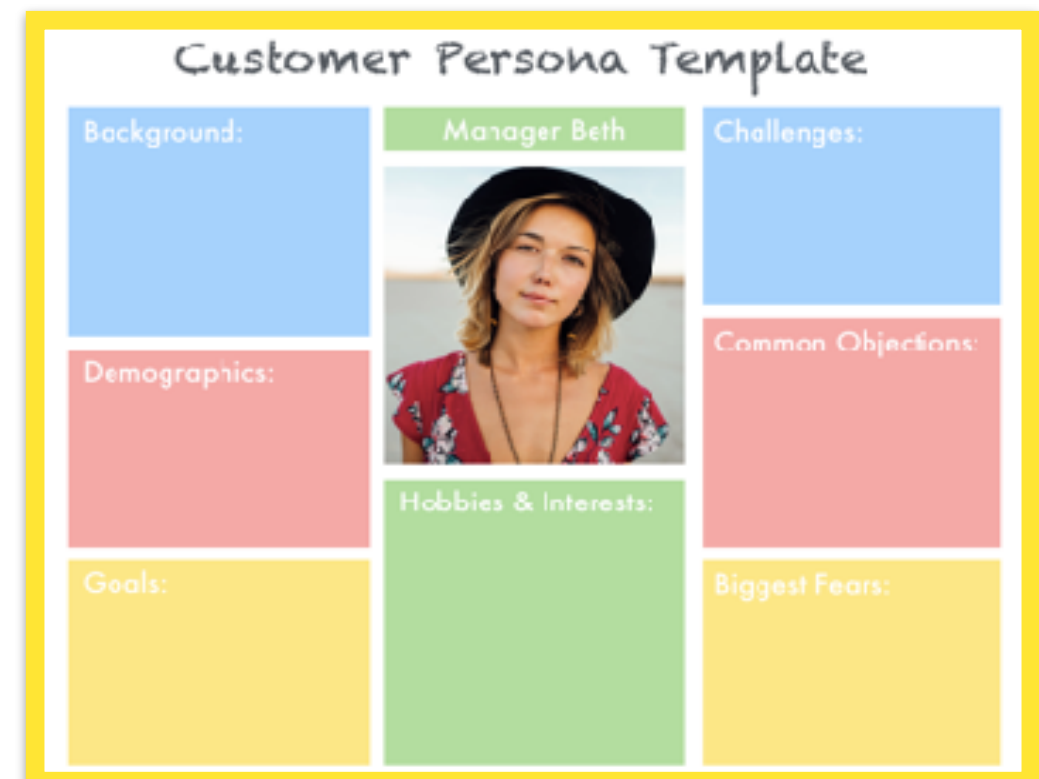 Customer Persona Template
Background:
Manager Beth
Challenges:
Demographics:
Common Objections:
Hobbies & Interests:
Goals:
Biggest Fears: